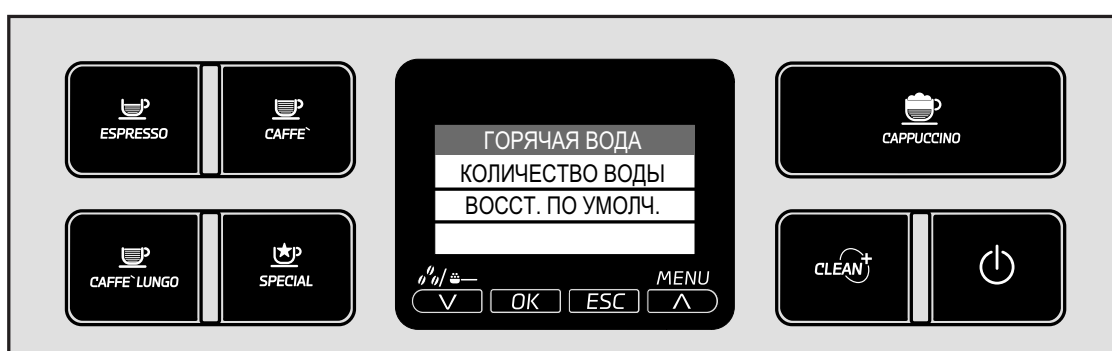 ESPRESSO
CAFFE`
CAFFE`LUNGO
SPECIAL
ГОРЯЧАЯ ВОДА
КОЛИЧЕСТВО ВОДЫ
ВОССТ. ПО УМОЛЧ.
MENU
OK
ESC
CAPPUCCINO
CLEAN+